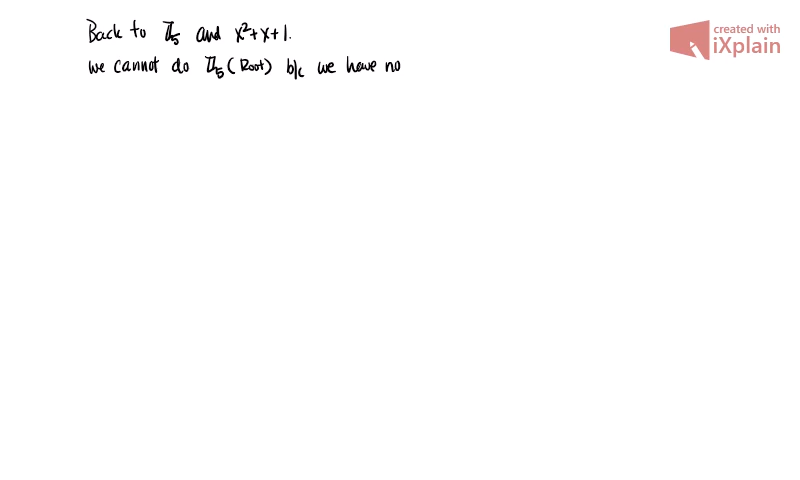 Back to ℤ₅ and x²+x+1.
we cannot do ℤ₅(Root) b/c we have no
created with
iXplain